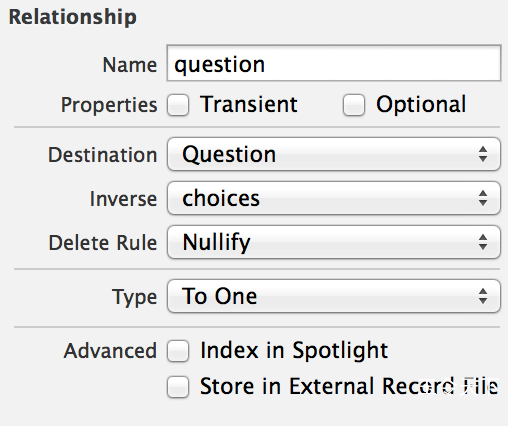 Relationship
Name question
Properties Transient Optional
Destination Question
Inverse choices
Delete Rule Nullify
Type To One
Advanced Index in Spotlight
Store in External Record File